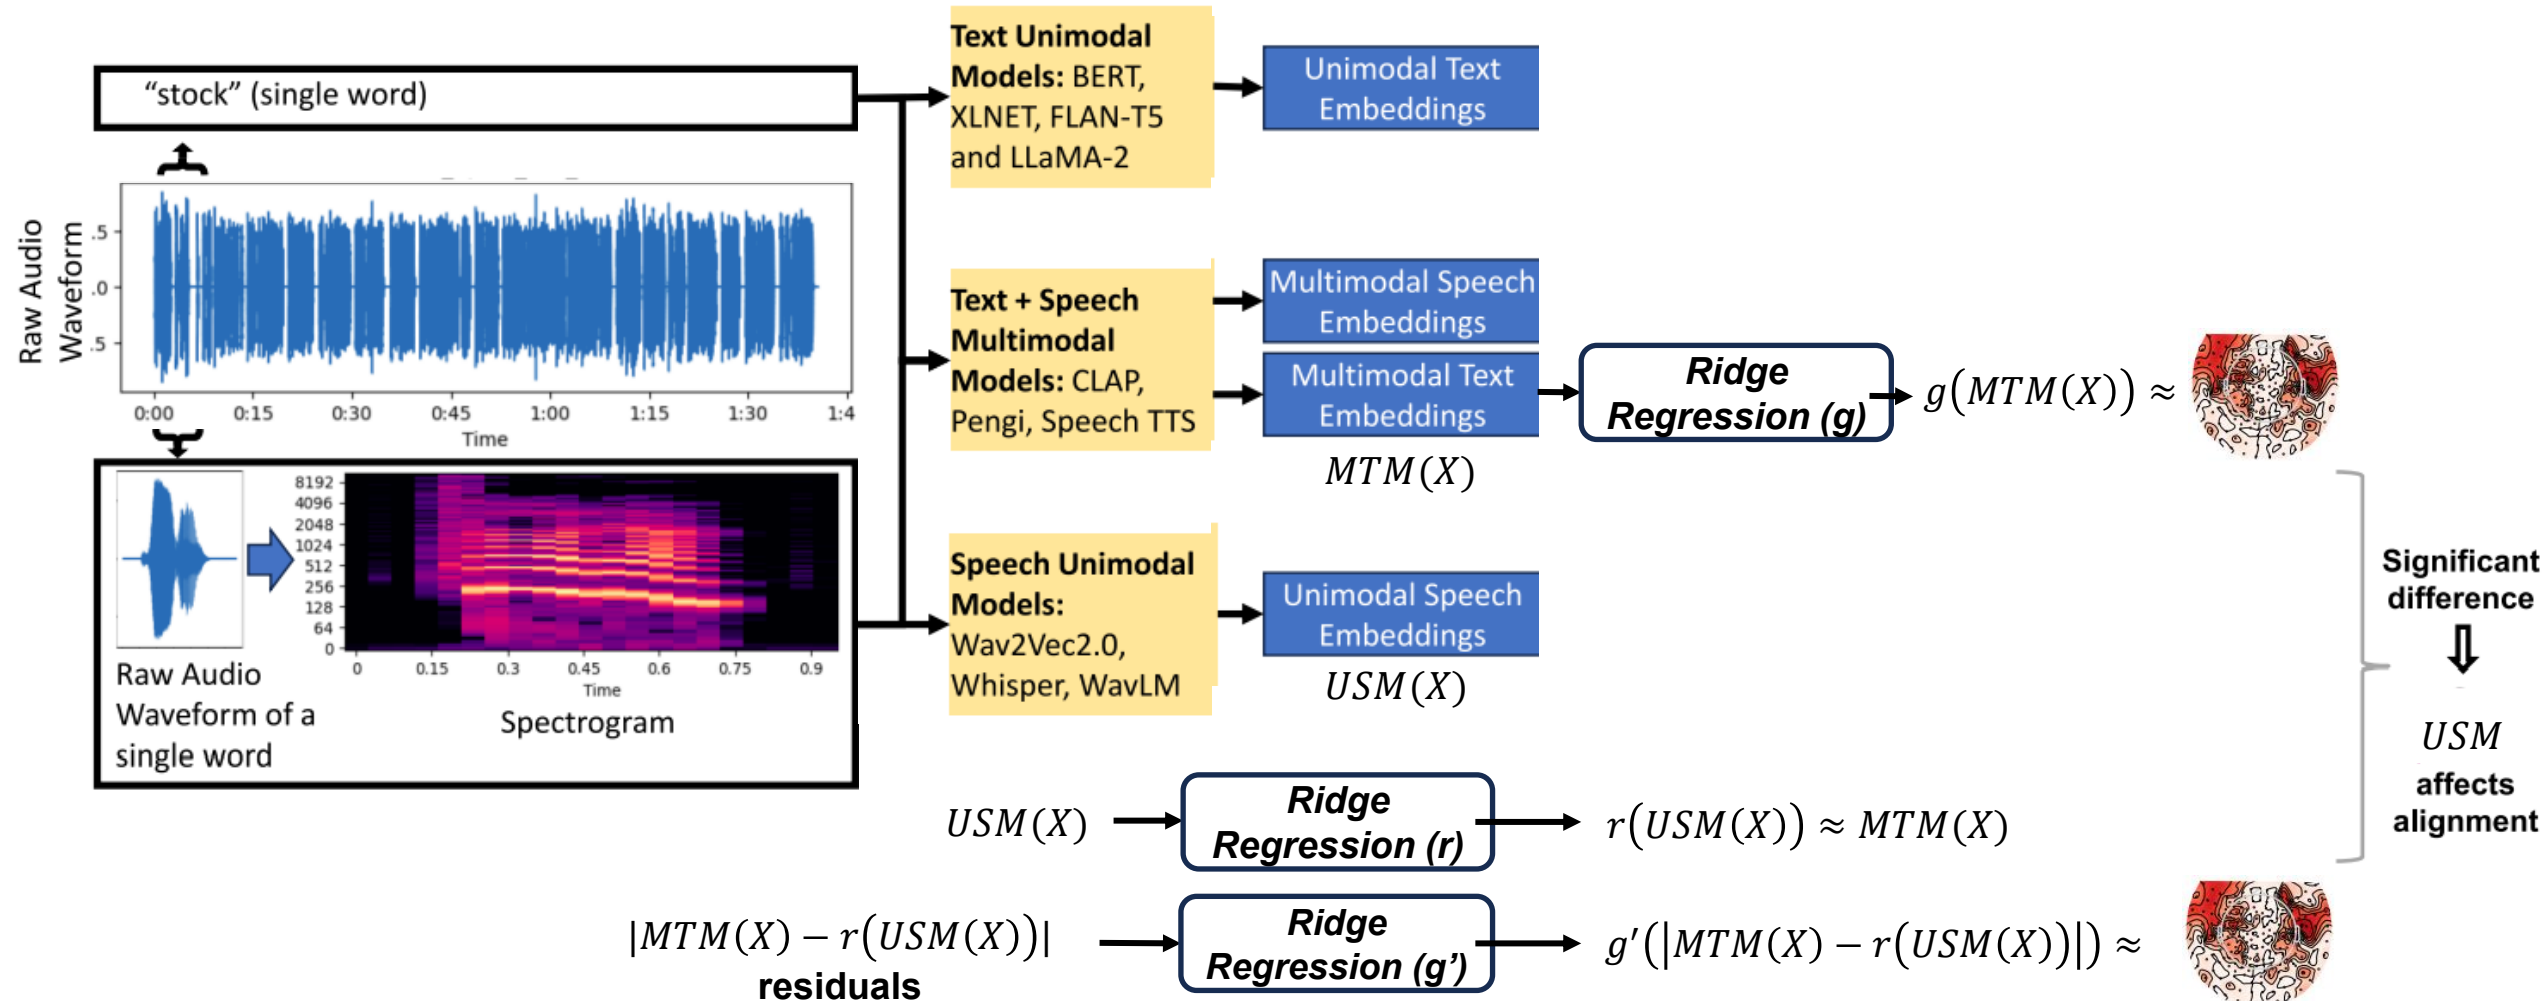 “stock” (single word)
Raw Audio
Waveform
.5
.0
.5
0:00 0:15 0:30 0:45 1:00 1:15 1:30 1:4
Time
8192
4096
2048
1024
512
256
128
64
0
0 0.15 0.3 0.45 0.6 0.75 0.9
Time
Raw Audio
Waveform of a
single word
Spectrogram
Text Unimodal
Models: BERT,
XLNET, FLAN-T5
and LLaMA-2
Unimodal Text
Embeddings
Text + Speech
Multimodal
Models: CLAP,
Pengi, Speech TTS
Multimodal Speech
Embeddings
Multimodal Text
Embeddings
MTM(X)
Ridge
Regression (g)
g(MTM(X)) ≈
Speech Unimodal
Models:
Wav2Vec2.0,
Whisper, WavLM
Unimodal Speech
Embeddings
USM(X)
USM(X)
Ridge
Regression (r)
r(USM(X)) ≈ MTM(X)
|MTM(X) − r(USM(X))|
residuals
Ridge
Regression (g’)
g′(|MTM(X) − r(USM(X))|) ≈
Significant
difference
USM
affects
alignment